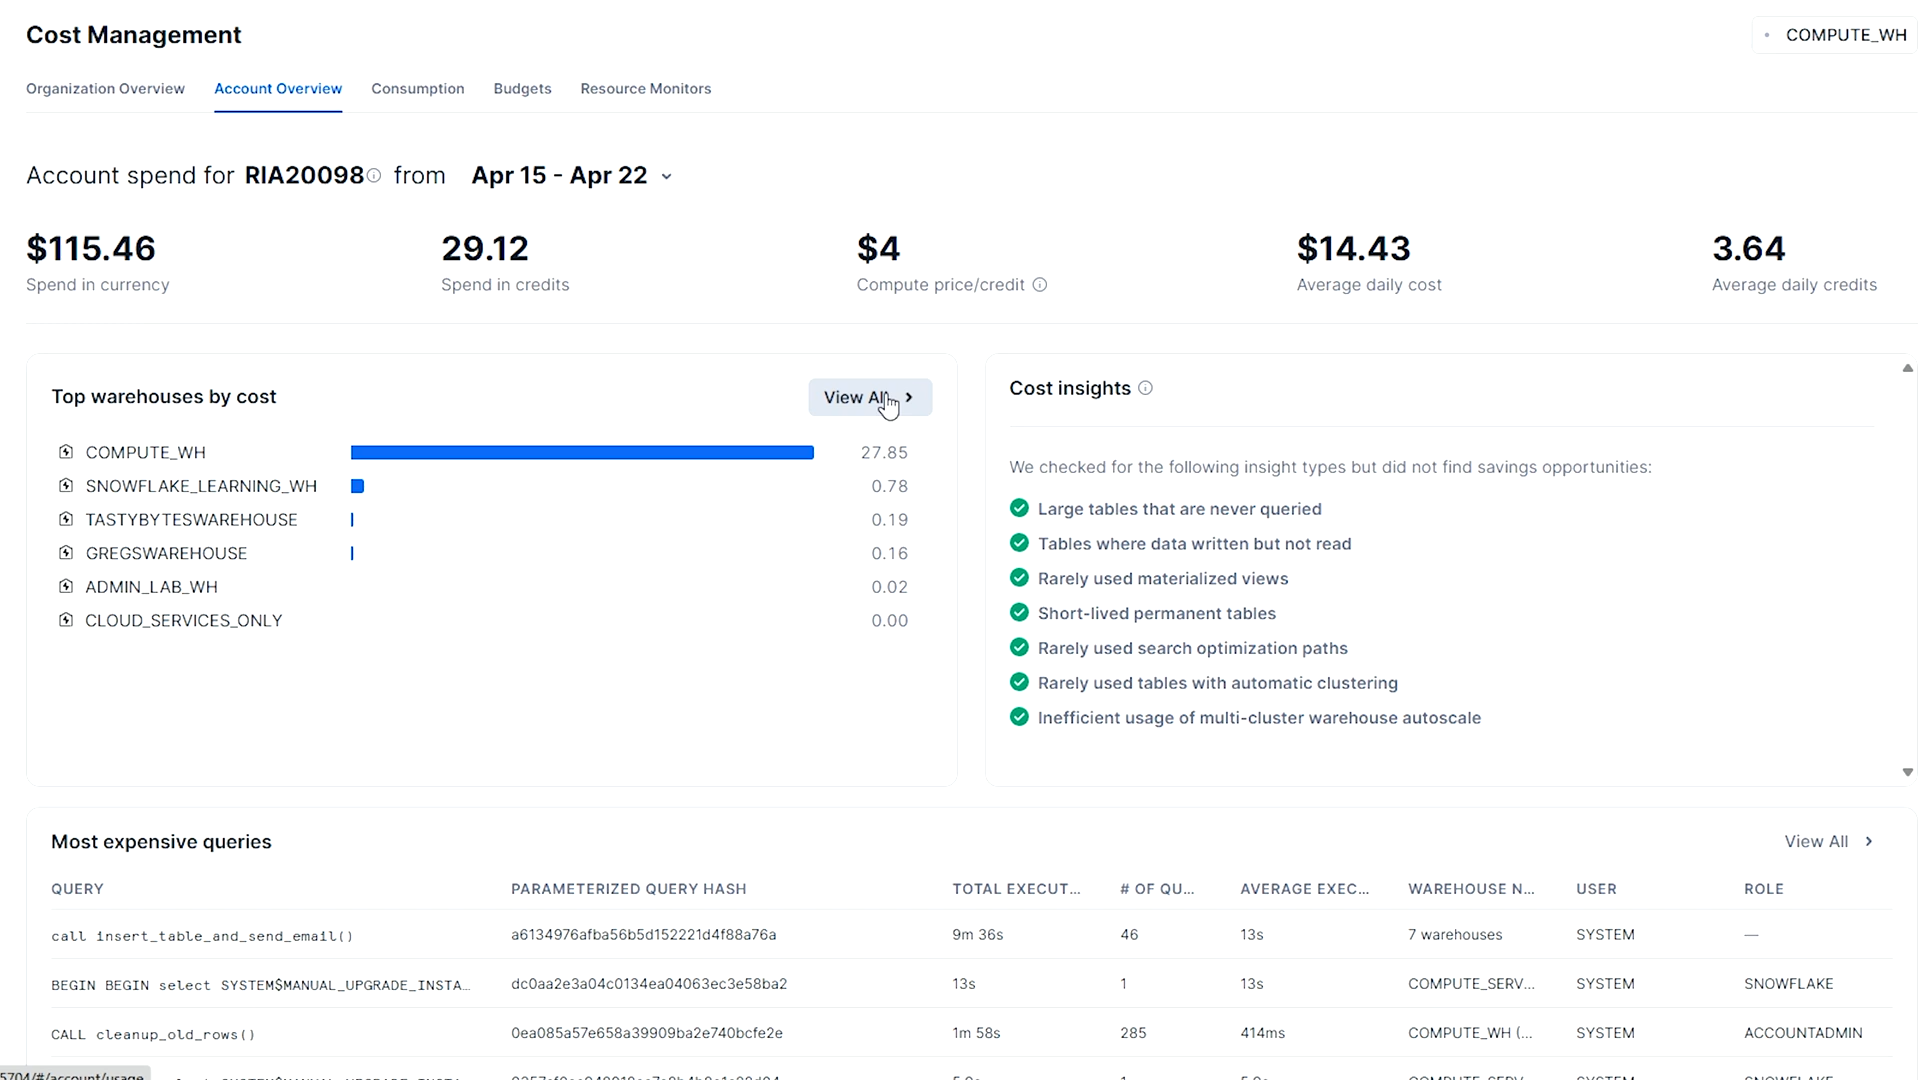 Cost Management
COMPUTE_WH
Organization Overview Account Overview Consumption Budgets Resource Monitors
Account spend for RIA20098 from Apr 15 - Apr 22
$115.46 29.12 $4 $14.43 3.64
Spend in currency Spend in credits Compute price/credit Average daily cost Average daily credits
Top warehouses by cost
View All
COMPUTE_WH 27.85
SNOWFLAKE_LEARNING_WH 0.78
TASTYBYTESWAREHOUSE 0.19
GREGSWAREHOUSE 0.16
ADMIN_LAB_WH 0.02
CLOUD_SERVICES_ONLY 0.00
Cost insights
We checked for the following insight types but did not find savings opportunities:
Large tables that are never queried
Tables where data written but not read
Rarely used materialized views
Short-lived permanent tables
Rarely used search optimization paths
Rarely used tables with automatic clustering
Inefficient usage of multi-cluster warehouse autoscale
Most expensive queries
View All
QUERY PARAMETERIZED QUERY HASH TOTAL EXECUT... # OF QU... AVERAGE EXEC... WAREHOUSE N... USER ROLE
call insert_table_and_send_email() a6134976afba56b5d152221d4f88a76a 9m 36s 46 13s 7 warehouses SYSTEM —
BEGIN BEGIN select SYSTEM$MANUAL_UPGRADE_INSTA... dc0aa2e3a04c0134ea04063ec3e58ba2 13s 1 13s COMPUTE_SERV... SYSTEM SNOWFLAKE
CALL cleanup_old_rows() 0ea085a57e658a39909ba2e740bcfe2e 1m 58s 285 414ms COMPUTE_WH (... SYSTEM ACCOUNTADMIN